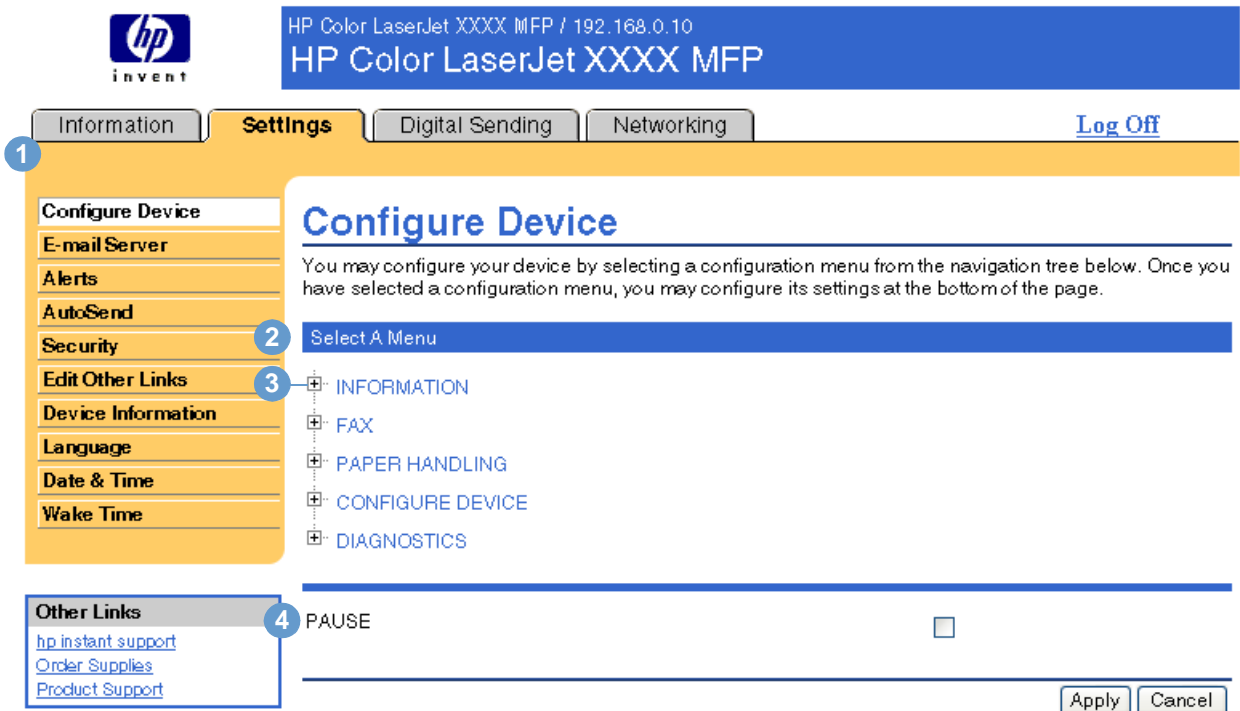 hp
invent
HP Color LaserJet XXXX MFP / 192.168.0.10
HP Color LaserJet XXXX MFP
Information
Settings
Digital Sending
Networking
Log Off
1
Configure Device
E-mail Server
Alerts
AutoSend
Security
Edit Other Links
Device Information
Language
Date & Time
Wake Time
Other Links
hp instant support
Order Supplies
Product Support
Configure Device
You may configure your device by selecting a configuration menu from the navigation tree below. Once you
have selected a configuration menu, you may configure its settings at the bottom of the page.
2
Select A Menu
3
INFORMATION
FAX
PAPER HANDLING
CONFIGURE DEVICE
DIAGNOSTICS
4
PAUSE
Apply
Cancel